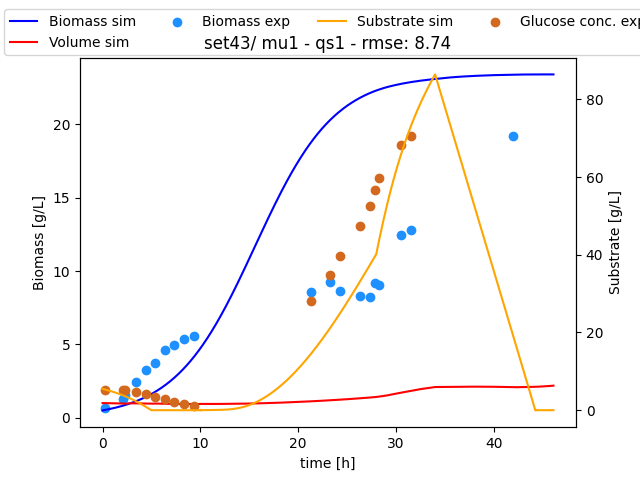 Biomass sim Biomass exp Substrate sim Glucose conc. exp
Volume sim
set43/ mu1 - qs1 - rmse: 8.74
Biomass [g/L]
0
5
10
15
20
Substrate [g/L]
0
20
40
60
80
0 10 20 30 40
time [h]